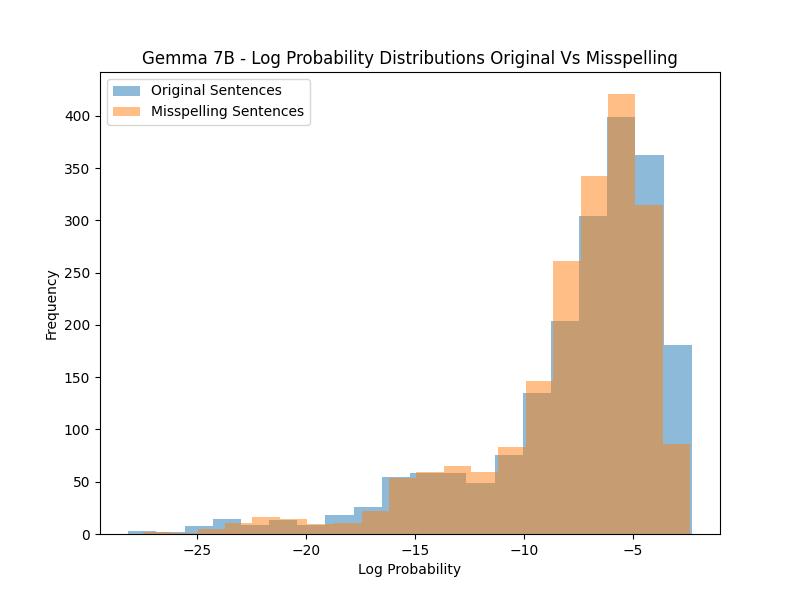 Gemma 7B - Log Probability Distributions Original Vs Misspelling
Original Sentences
Misspelling Sentences
Frequency
400
350
300
250
200
150
100
50
0
−25
−20
−15
−10
−5
Log Probability